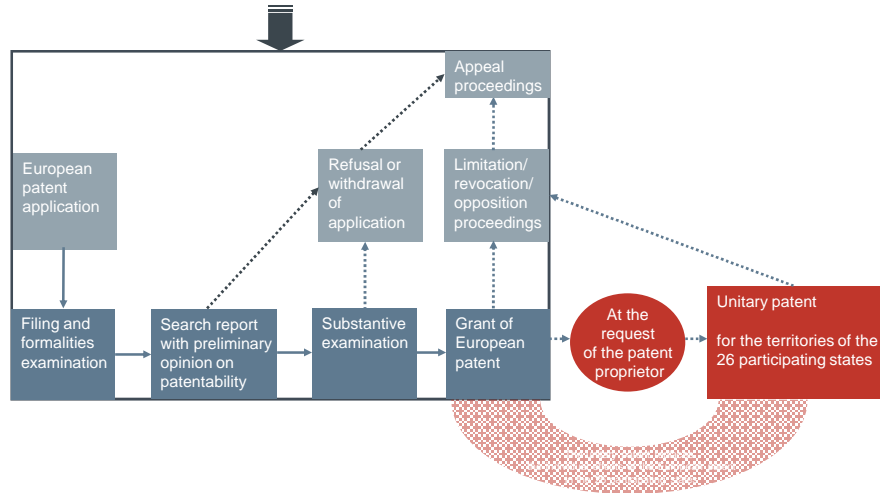 Appeal
proceedings
European
patent
application
Refusal or
withdrawal
of
application
Limitation/
revocation/
opposition
proceedings
Filing and
formalities
examination
Search report
with preliminary
opinion on
patentability
Substantive
examination
Grant of
European
patent
At the
request
of the patent
proprietor
Unitary patent
for the territories of the
26 participating states